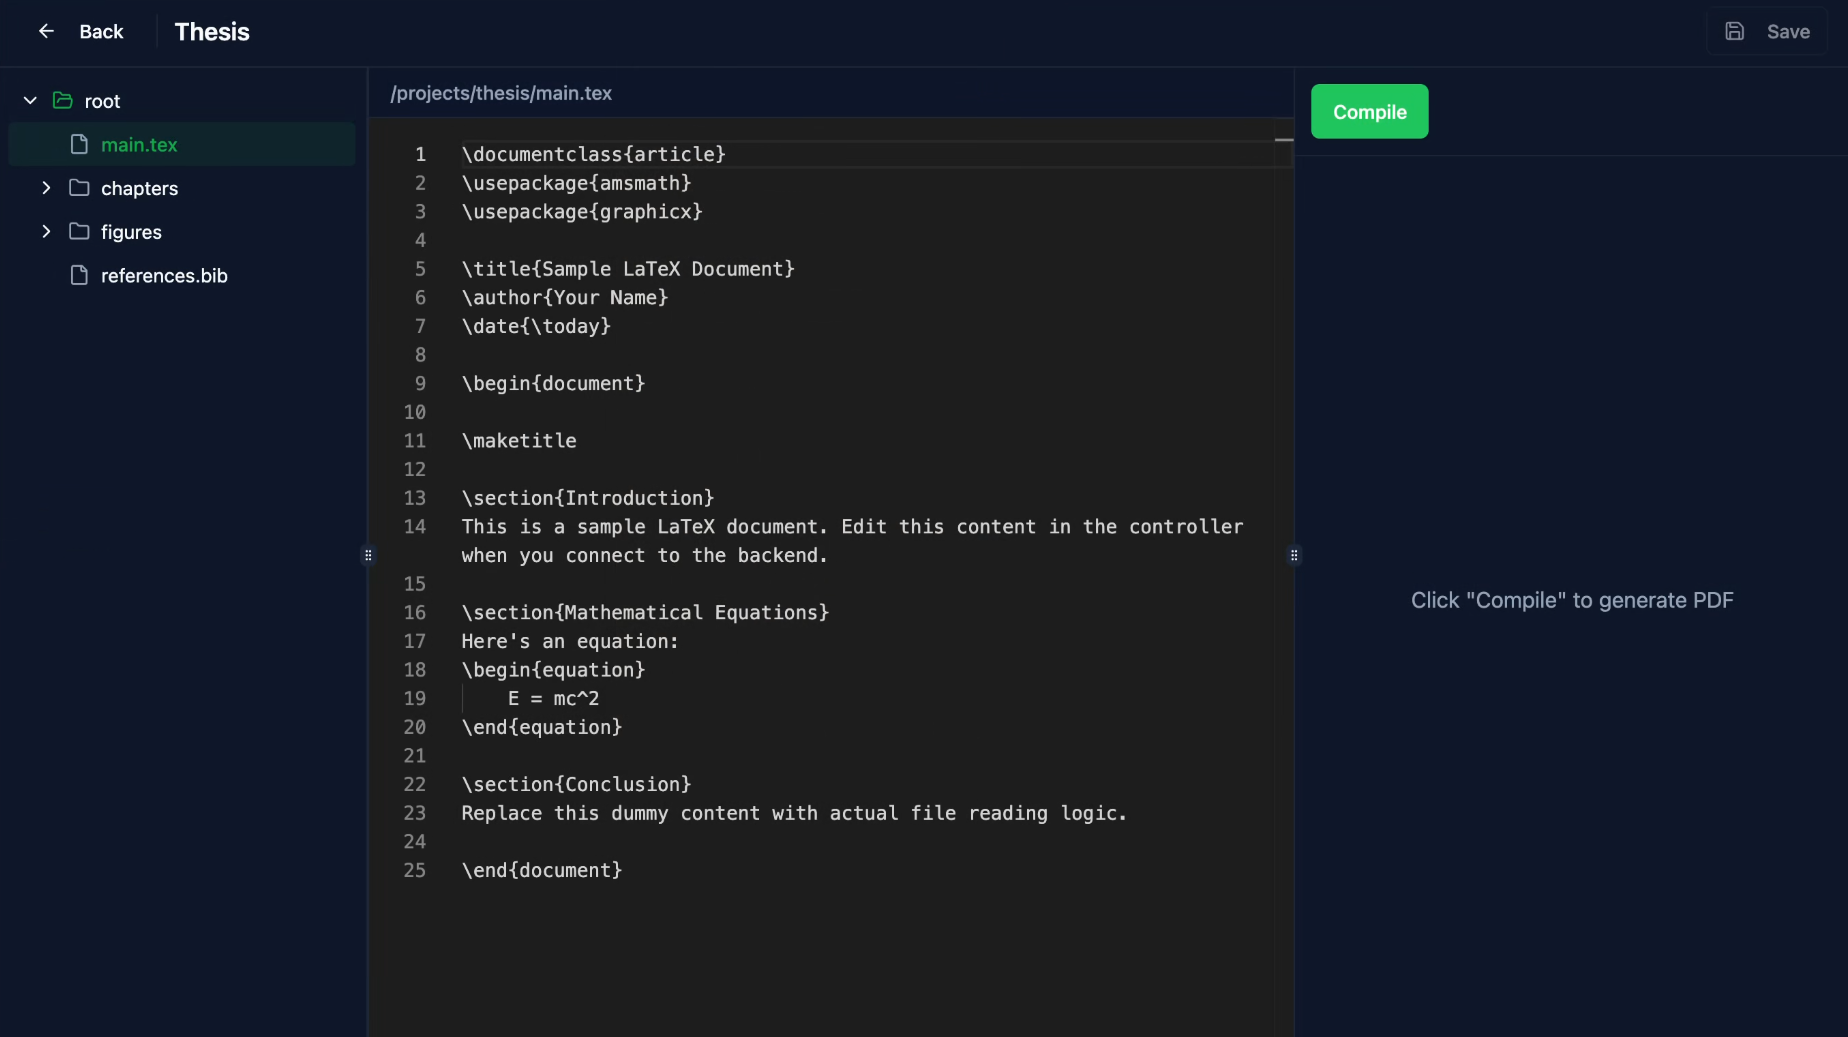 Back
Thesis
Save
root
main.tex
chapters
figures
references.bib
/projects/thesis/main.tex
1 \documentclass{article}
2 \usepackage{amsmath}
3 \usepackage{graphicx}
4
5 \title{Sample LaTeX Document}
6 \author{Your Name}
7 \date{\today}
8
9 \begin{document}
10
11 \maketitle
12
13 \section{Introduction}
14 This is a sample LaTeX document. Edit this content in the controller
when you connect to the backend.
15
16 \section{Mathematical Equations}
17 Here's an equation:
18 \begin{equation}
19     E = mc^2
20 \end{equation}
21
22 \section{Conclusion}
23 Replace this dummy content with actual file reading logic.
24
25 \end{document}
Compile
Click "Compile" to generate PDF